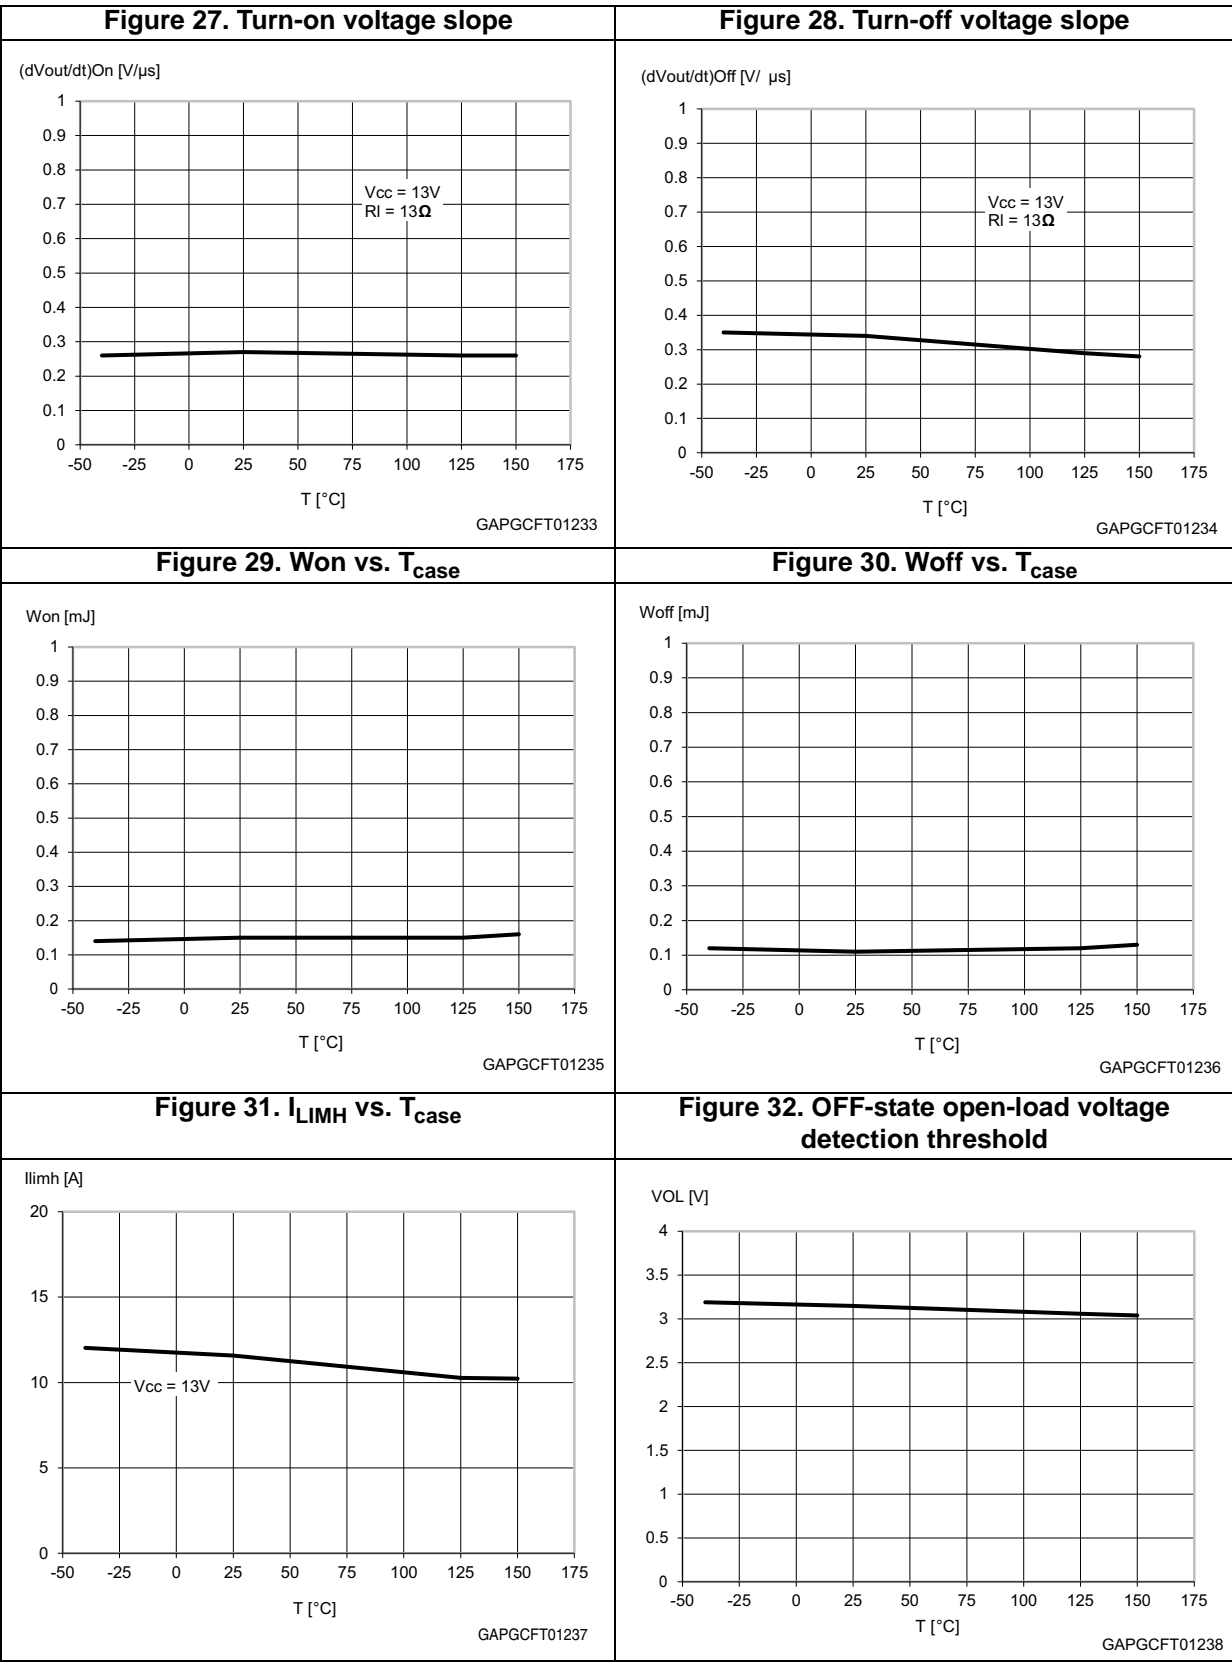 Figure 27. Turn-on voltage slope
(dVout/dt)On [V/µs]
1
0.9
0.8
0.7
0.6
0.5
0.4
0.3
0.2
0.1
0
Vcc = 13V
Rl = 13Ω
-50 -25 0 25 50 75 100 125 150 175
T [°C]
GAPGCFT01233
Figure 28. Turn-off voltage slope
(dVout/dt)Off [V/ µs]
1
0.9
0.8
0.7
0.6
0.5
0.4
0.3
0.2
0.1
0
Vcc = 13V
Rl = 13Ω
-50 -25 0 25 50 75 100 125 150 175
T [°C]
GAPGCFT01234
Figure 29. Won vs. Tcase
Won [mJ]
1
0.9
0.8
0.7
0.6
0.5
0.4
0.3
0.2
0.1
0
-50 -25 0 25 50 75 100 125 150 175
T [°C]
GAPGCFT01235
Figure 30. Woff vs. Tcase
Woff [mJ]
1
0.9
0.8
0.7
0.6
0.5
0.4
0.3
0.2
0.1
0
-50 -25 0 25 50 75 100 125 150 175
T [°C]
GAPGCFT01236
Figure 31. ILIMH vs. Tcase
Ilimh [A]
20
15
10
5
0
Vcc = 13V
-50 -25 0 25 50 75 100 125 150 175
T [°C]
GAPGCFT01237
Figure 32. OFF-state open-load voltage
detection threshold
VOL [V]
4
3.5
3
2.5
2
1.5
1
0.5
0
-50 -25 0 25 50 75 100 125 150 175
T [°C]
GAPGCFT01238